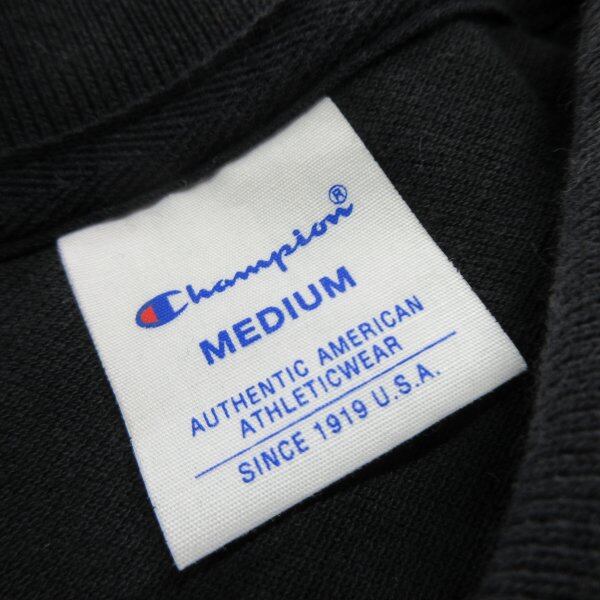 Champion®
MEDIUM
AUTHENTIC AMERICAN
ATHLETICWEAR
SINCE 1919 U.S.A.